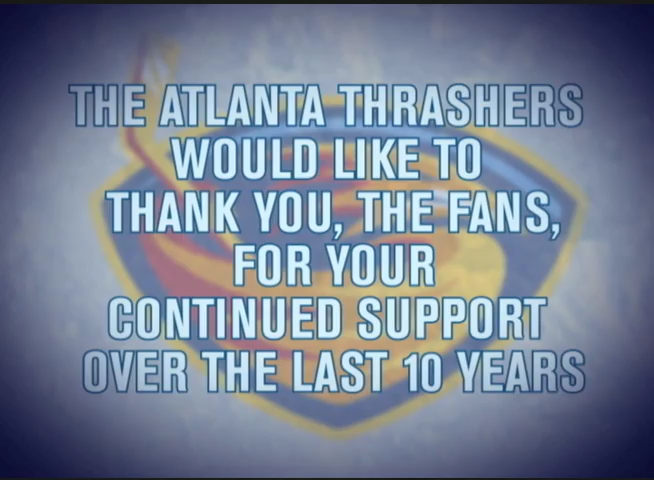 THE ATLANTA THRASHERS
WOULD LIKE TO
THANK YOU, THE FANS,
FOR YOUR
CONTINUED SUPPORT
OVER THE LAST 10 YEARS